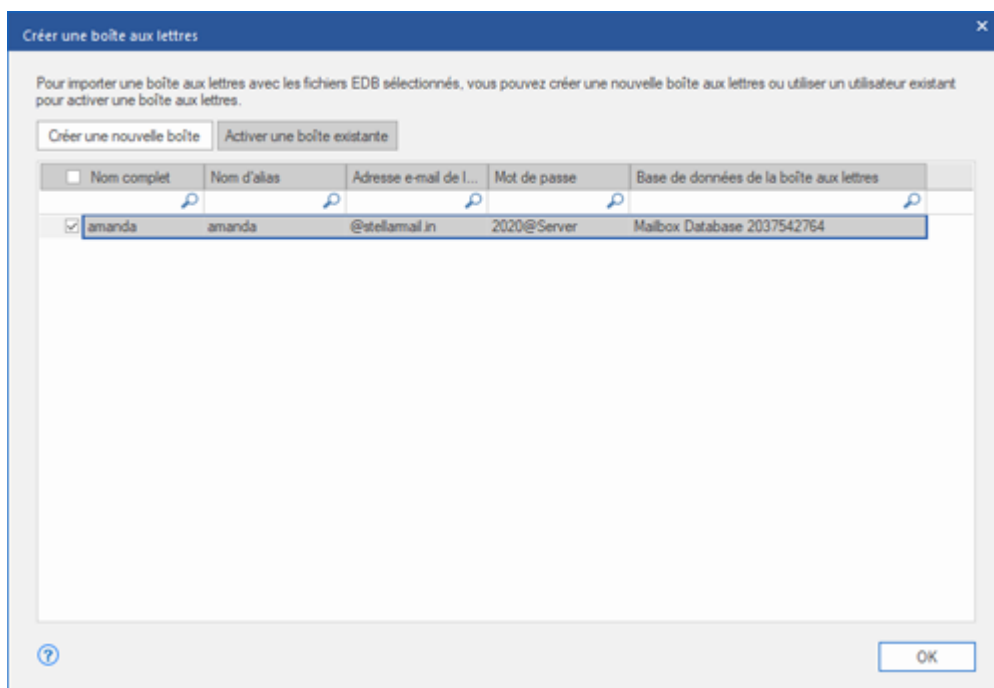 Créer une boîte aux lettres
Pour importer une boîte aux lettres avec les fichiers EDB sélectionnés, vous pouvez créer une nouvelle boîte aux lettres ou utiliser un utilisateur existant
pour activer une boîte aux lettres.
Créer une nouvelle boîte Activer une boîte existante
Nom complet Nom d'alias Adresse e-mail de l... Mot de passe Base de données de la boîte aux lettres
amanda amanda @stellarmail.in 2020@Server Mailbox Database 2037542764
? OK